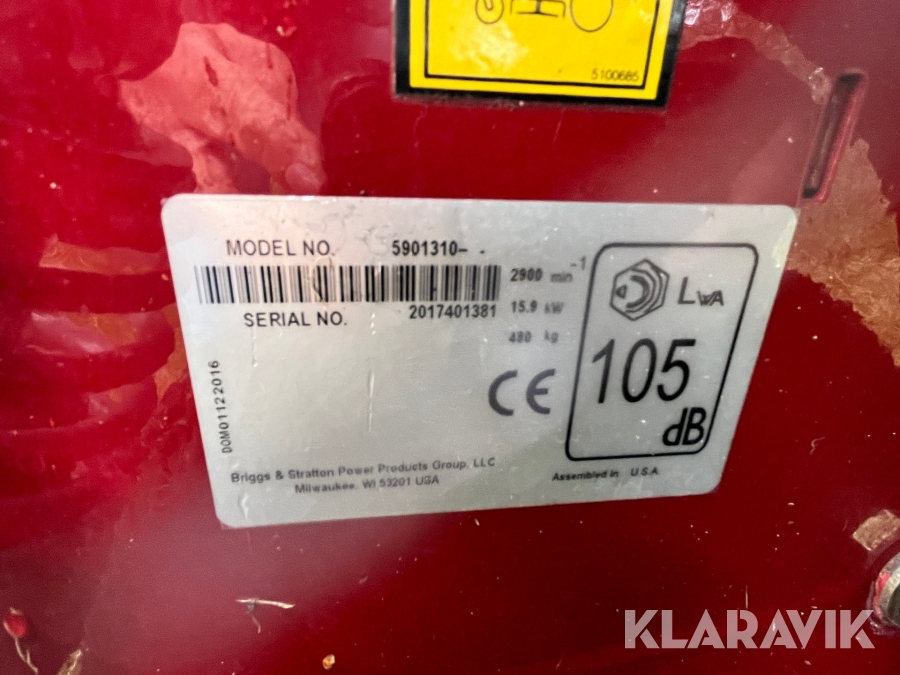 5100685
MODEL NO. 5901310- -
2900 min-1
15.9 kW
SERIAL NO. 2017401381
480 kg
LWA
105
dB
CE
DOM01122016
Briggs & Stratton Power Products Group, LLC
Milwaukee, WI 53201 USA
Assembled in U.S.A
KLARAVIK